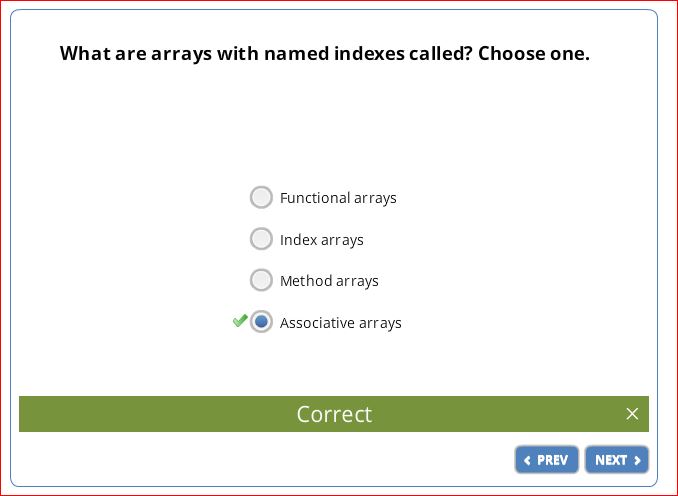 What are arrays with named indexes called? Choose one.
Functional arrays
Index arrays
Method arrays
Associative arrays
Correct
PREV
NEXT